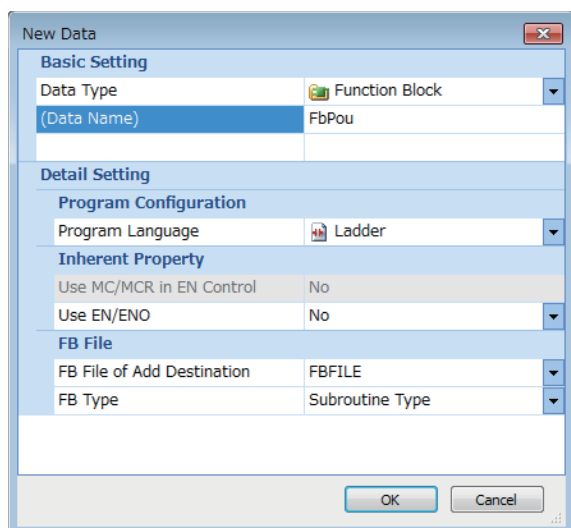 New Data
Basic Setting
Data Type Function Block
(Data Name) FbPou
Detail Setting
Program Configuration
Program Language Ladder
Inherent Property
Use MC/MCR in EN Control No
Use EN/ENO No
FB File
FB File of Add Destination FBFILE
FB Type Subroutine Type
OK Cancel